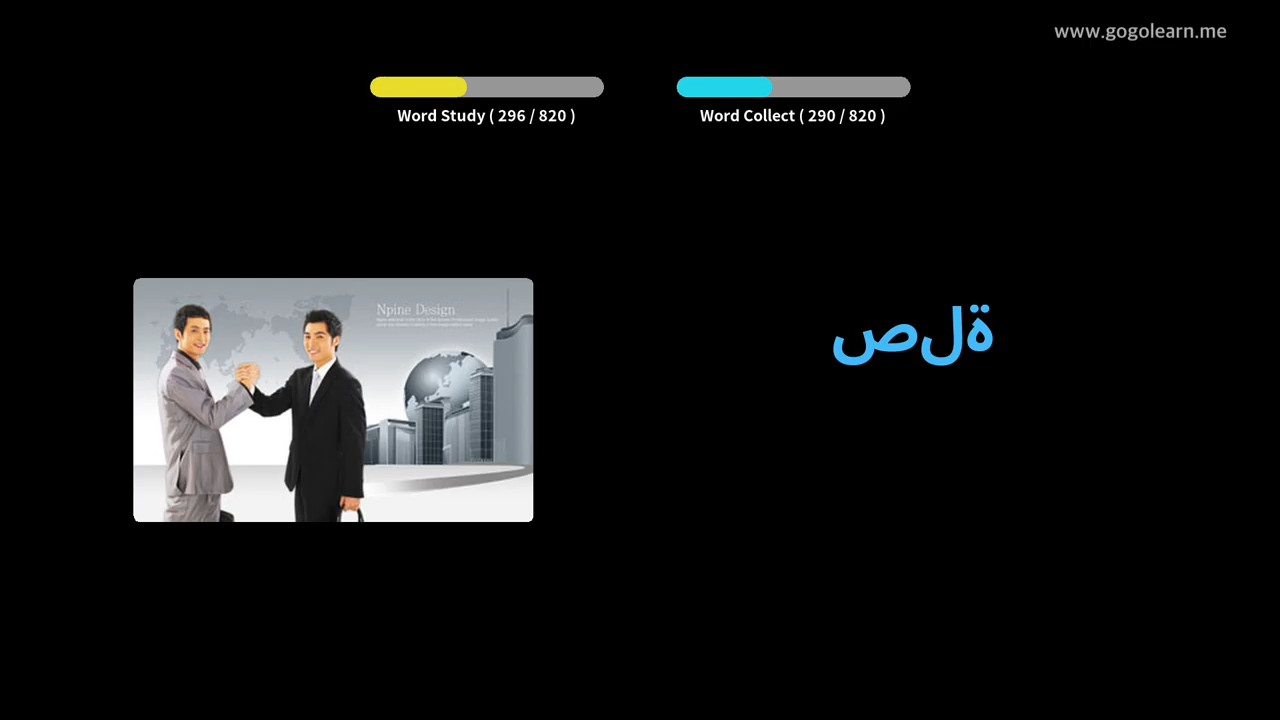 www.gogolearn.me
Word Study ( 296 / 820 )
Word Collect ( 290 / 820 )
Npine Design
صلة